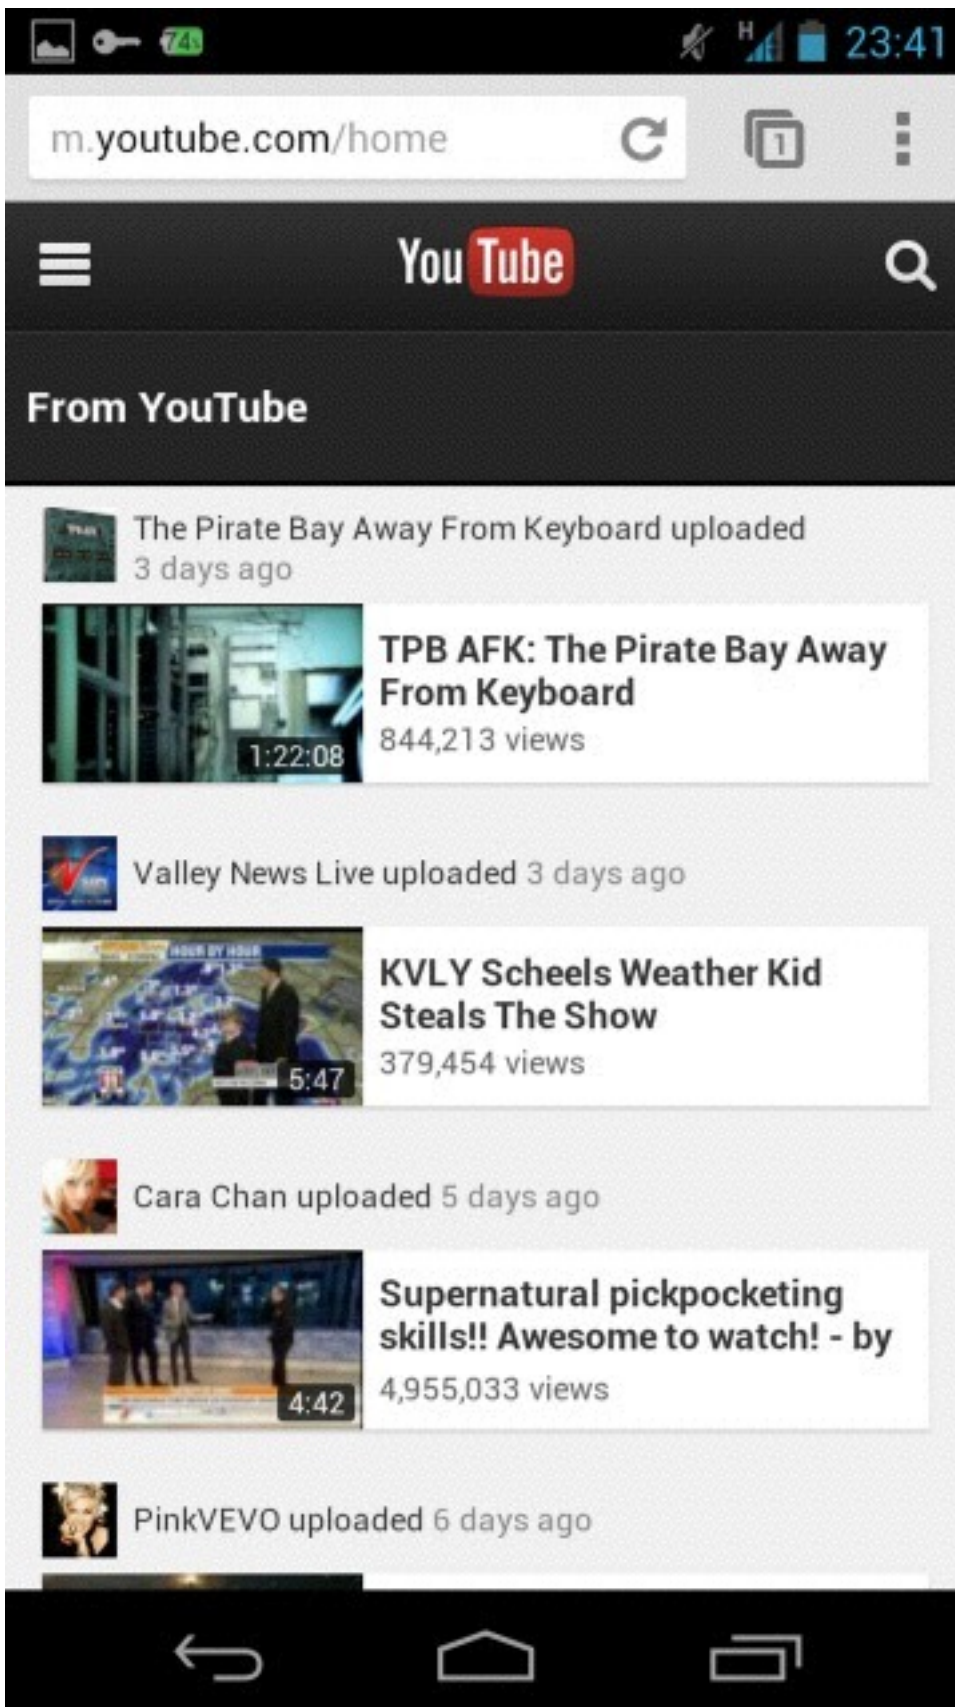 74%
H
23:41
m.youtube.com/home
1
YouTube
From YouTube
The Pirate Bay Away From Keyboard uploaded
3 days ago
TPB AFK: The Pirate Bay Away
From Keyboard
844,213 views
1:22:08
Valley News Live uploaded 3 days ago
HOUR BY HOUR
KVLY Scheels Weather Kid
Steals The Show
379,454 views
5:47
Cara Chan uploaded 5 days ago
Supernatural pickpocketing
skills!! Awesome to watch! - by
4,955,033 views
4:42
PinkVEVO uploaded 6 days ago